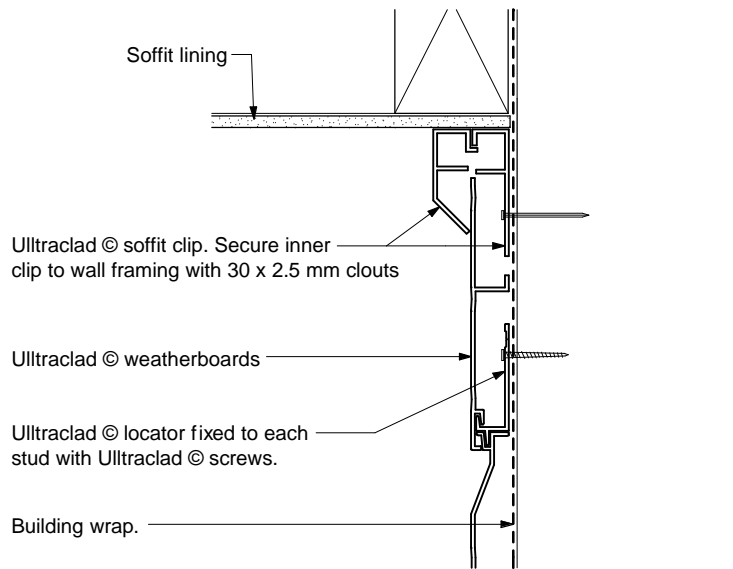 Soffit lining
Ulltraclad © soffit clip. Secure inner
clip to wall framing with 30 x 2.5 mm clouts
Ulltraclad © weatherboards
Ulltraclad © locator fixed to each
stud with Ulltraclad © screws.
Building wrap.